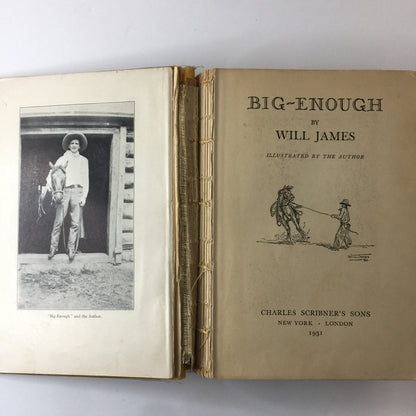 "Big-Enough" and the Author.
BIG-ENOUGH
BY
WILL JAMES
ILLUSTRATED BY THE AUTHOR
CHARLES SCRIBNER'S SONS
NEW YORK · LONDON
1931